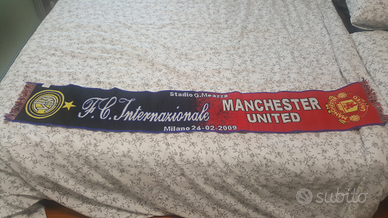 Stadio G.Meazza
F.C.Internazionale
MANCHESTER
UNITED
Milano 24-02-2009
subito